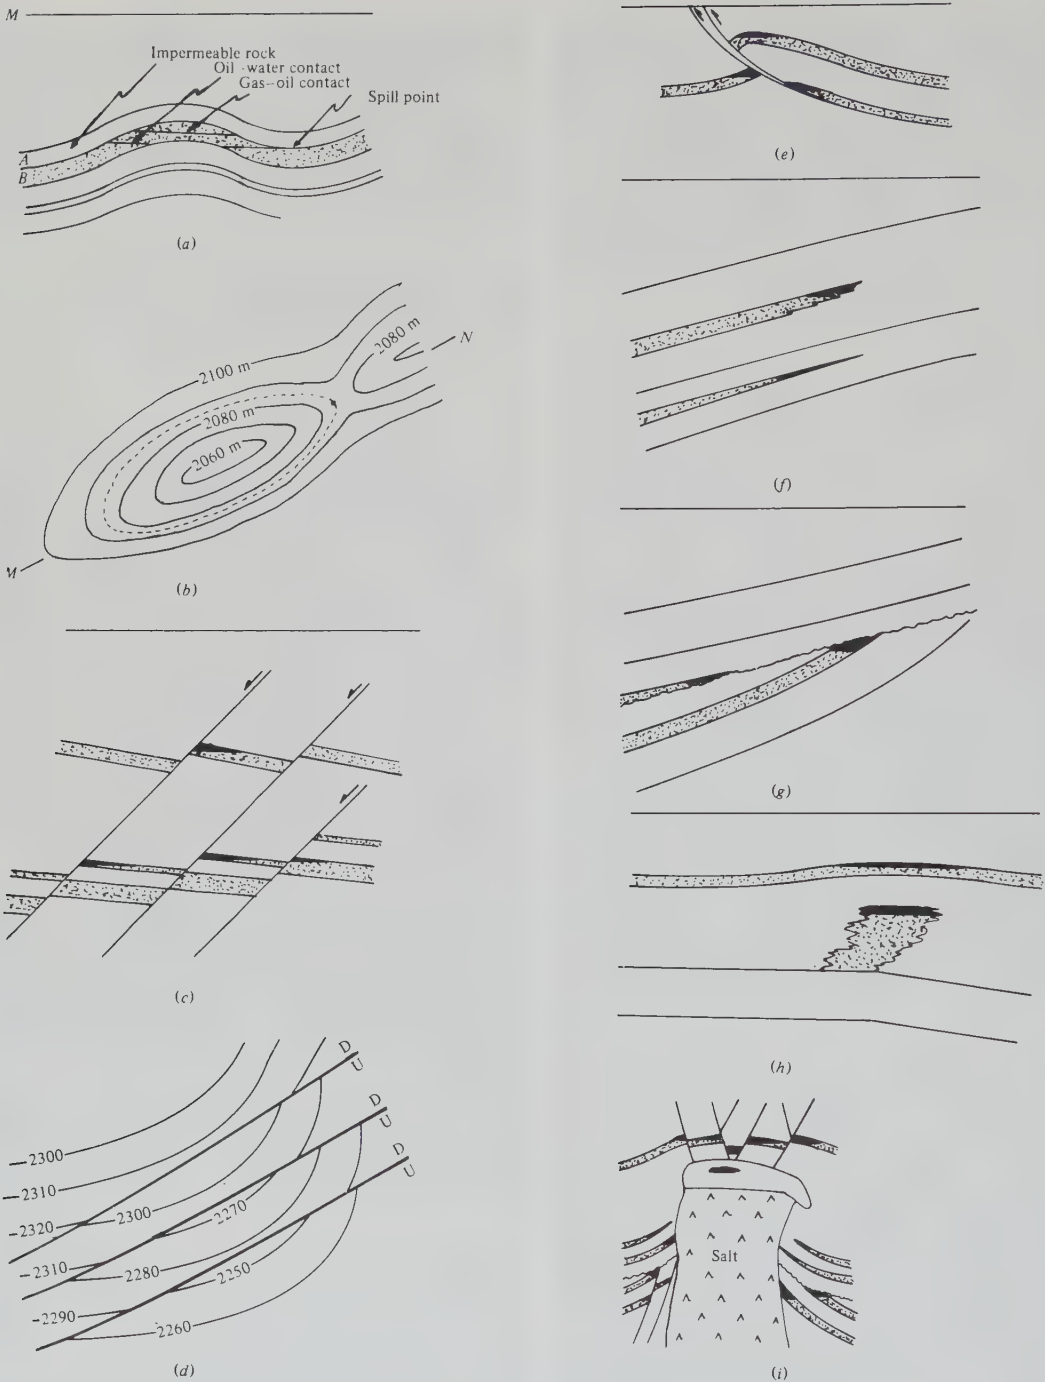 M
Impermeable rock
Oil-water contact
Gas-oil contact
Spill point
A
B
(a)
2100 m
2080 m
2080 m
2060 m
N
M
(b)
(c)
D
U
D
U
D
U
-2300
-2310
-2320
2300
2270
-2310
2280
2250
-2290
2260
(d)
(e)
(f)
(g)
(h)
Salt
(i)